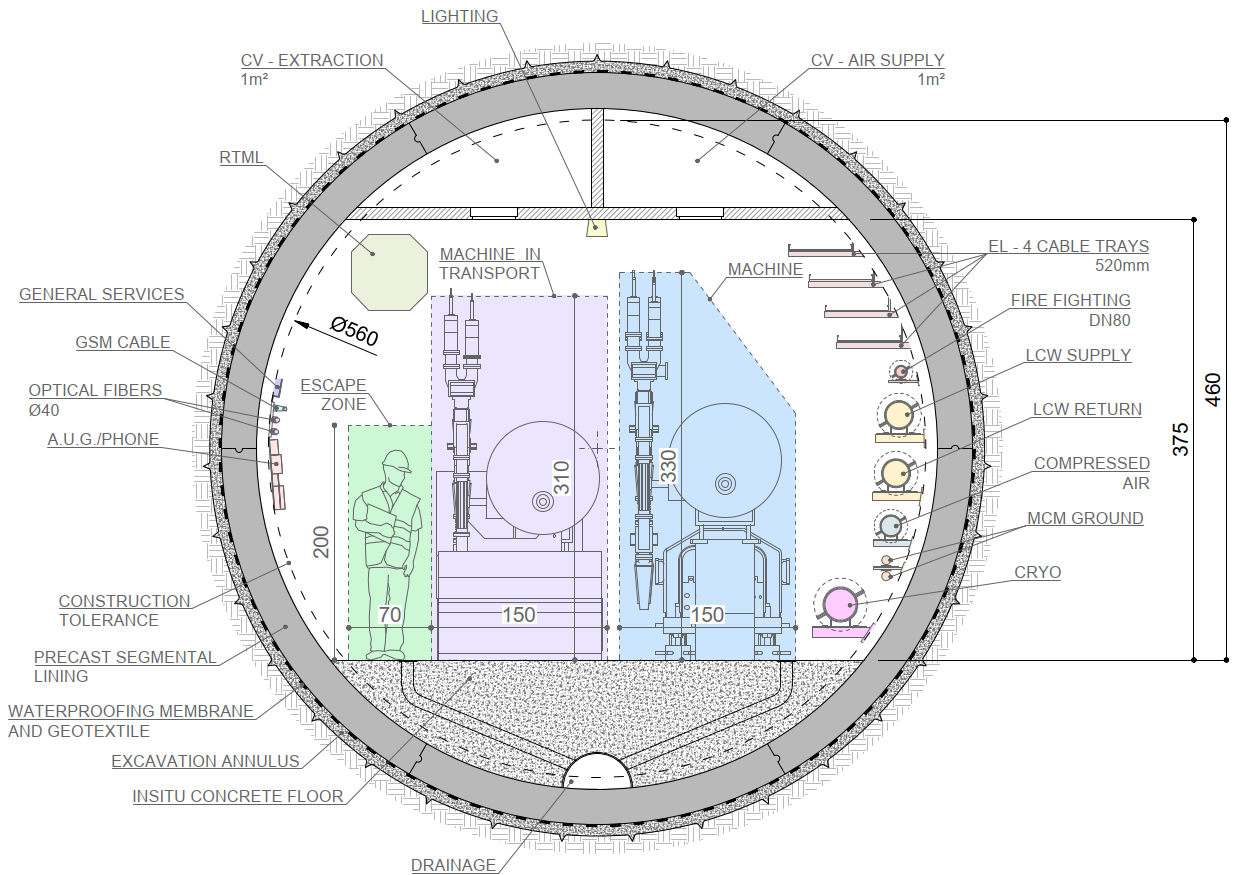 LIGHTING
CV - EXTRACTION
1m²
CV - AIR SUPPLY
1m²
RTML
MACHINE IN
TRANSPORT
MACHINE
EL - 4 CABLE TRAYS
520mm
GENERAL SERVICES
FIRE FIGHTING
DN80
Ø560
GSM CABLE
LCW SUPPLY
OPTICAL FIBERS
Ø40
ESCAPE
ZONE
460
LCW RETURN
A.U.G./PHONE
375
COMPRESSED
AIR
310
330
MCM GROUND
200
CRYO
CONSTRUCTION
TOLERANCE
70
150
150
PRECAST SEGMENTAL
LINING
WATERPROOFING MEMBRANE
AND GEOTEXTILE
EXCAVATION ANNULUS
INSITU CONCRETE FLOOR
DRAINAGE